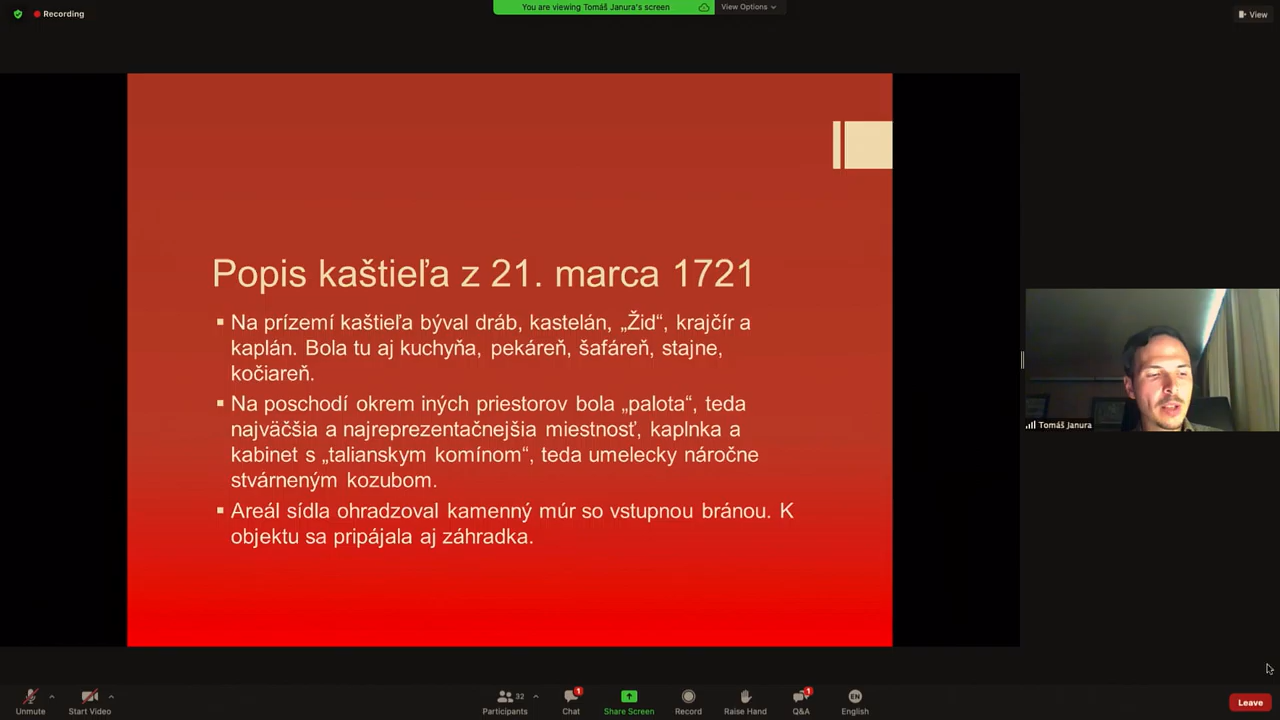 Recording
You are viewing Tomáš Janura's screen
View Options
View
Popis kaštieľa z 21. marca 1721
Na prízemí kaštieľa býval dráb, kastelán, „Žid“, krajčír a
kaplán. Bola tu aj kuchyňa, pekáreň, šafáreň, stajne,
kočiareň.
Na poschodí okrem iných priestorov bola „palota“, teda
najväčšia a najreprezentačnejšia miestnosť, kaplnka a
kabinet s „talianskym komínom“, teda umelecky náročne
stvárneným kozubom.
Areál sídla ohradzoval kamenný múr so vstupnou bránou. K
objektu sa pripájala aj záhradka.
Tomáš Janura
Unmute
Start Video
32
Participants
1
Chat
Share Screen
Record
Raise Hand
1
Q&A
EN
English
Leave